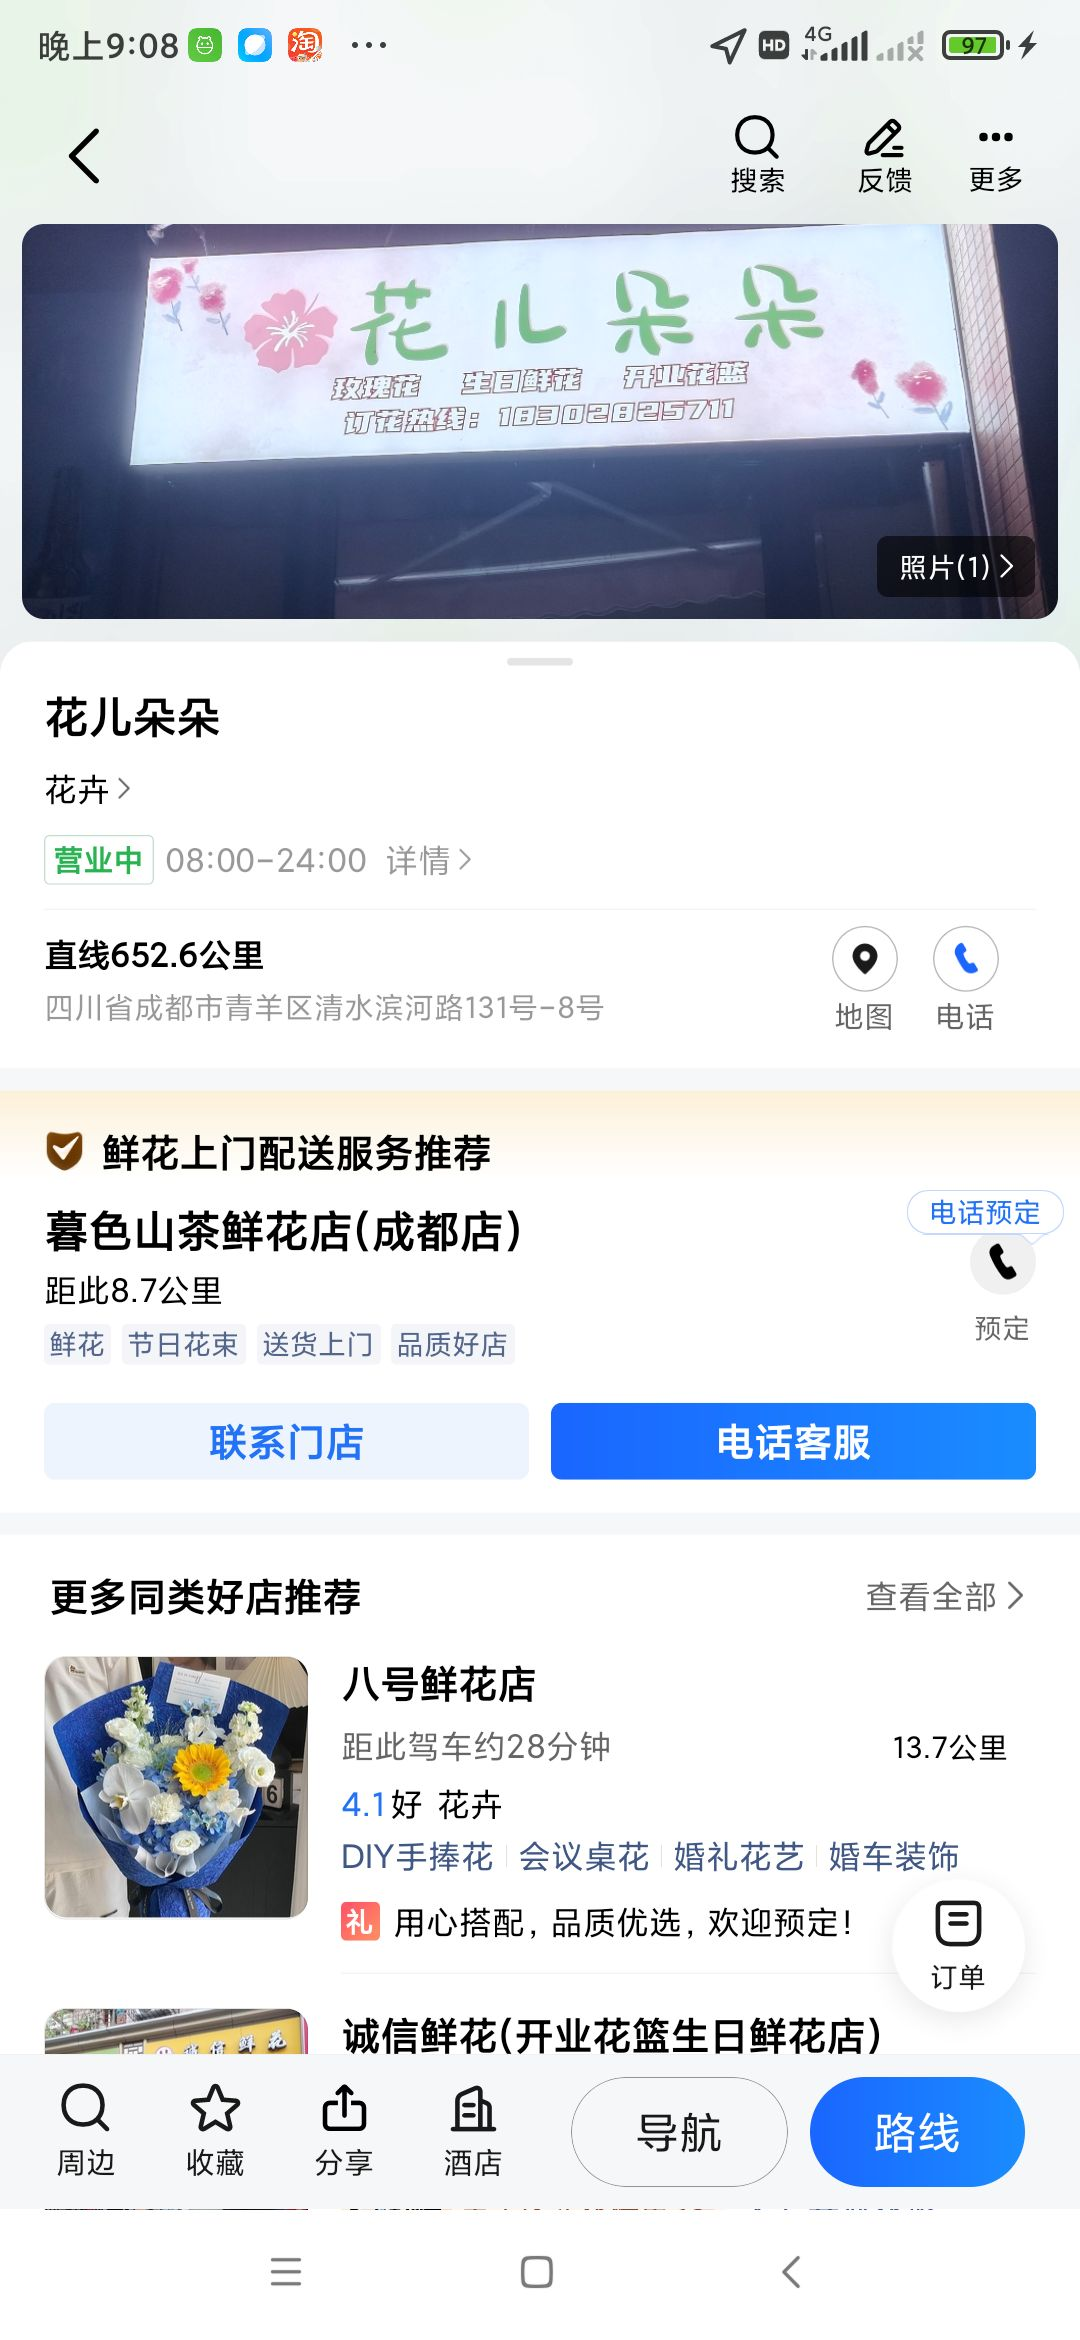 晚上9:08
淘
HD
4G
97
搜索
反馈
更多
花儿朵朵
玫瑰花 生日鲜花 开业花篮
订花热线：18302825711
照片(1)
花儿朵朵
花卉
营业中 08:00-24:00 详情
直线652.6公里
四川省成都市青羊区清水滨河路131号-8号
地图
电话
鲜花上门配送服务推荐
暮色山茶鲜花店(成都店)
电话预定
距此8.7公里
预定
鲜花 节日花束 送货上门 品质好店
联系门店
电话客服
更多同类好店推荐
查看全部
八号鲜花店
距此驾车约28分钟
13.7公里
4.1好 花卉
DIY手捧花 会议桌花 婚礼花艺 婚车装饰
礼 用心搭配，品质优选，欢迎预定！
6
订单
诚信鲜花(开业花篮生日鲜花店)
诚信鲜花
周边
收藏
分享
酒店
导航
路线